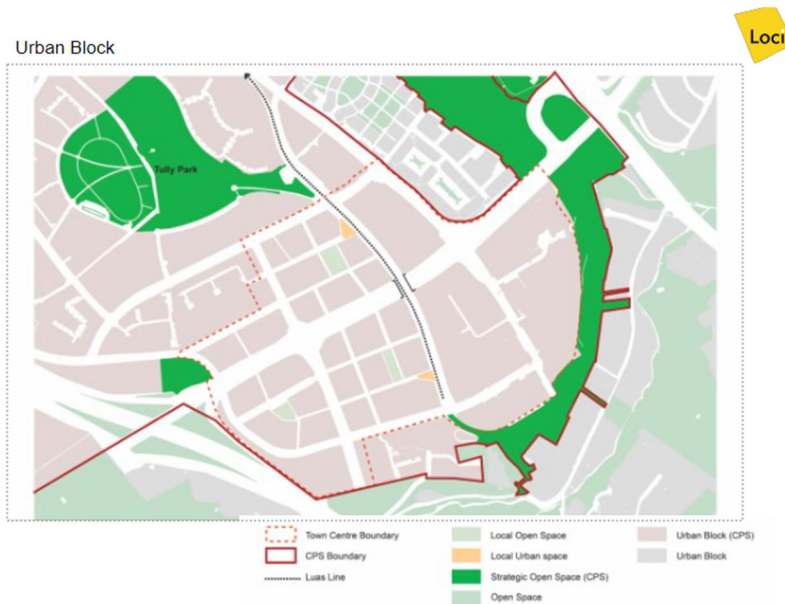 Loci
Urban Block
Tully Park
Town Centre Boundary
Local Open Space
Urban Block (CPS)
CPS Boundary
Local Urban space
Urban Block
Luas Line
Strategic Open Space (CPS)
Open Space